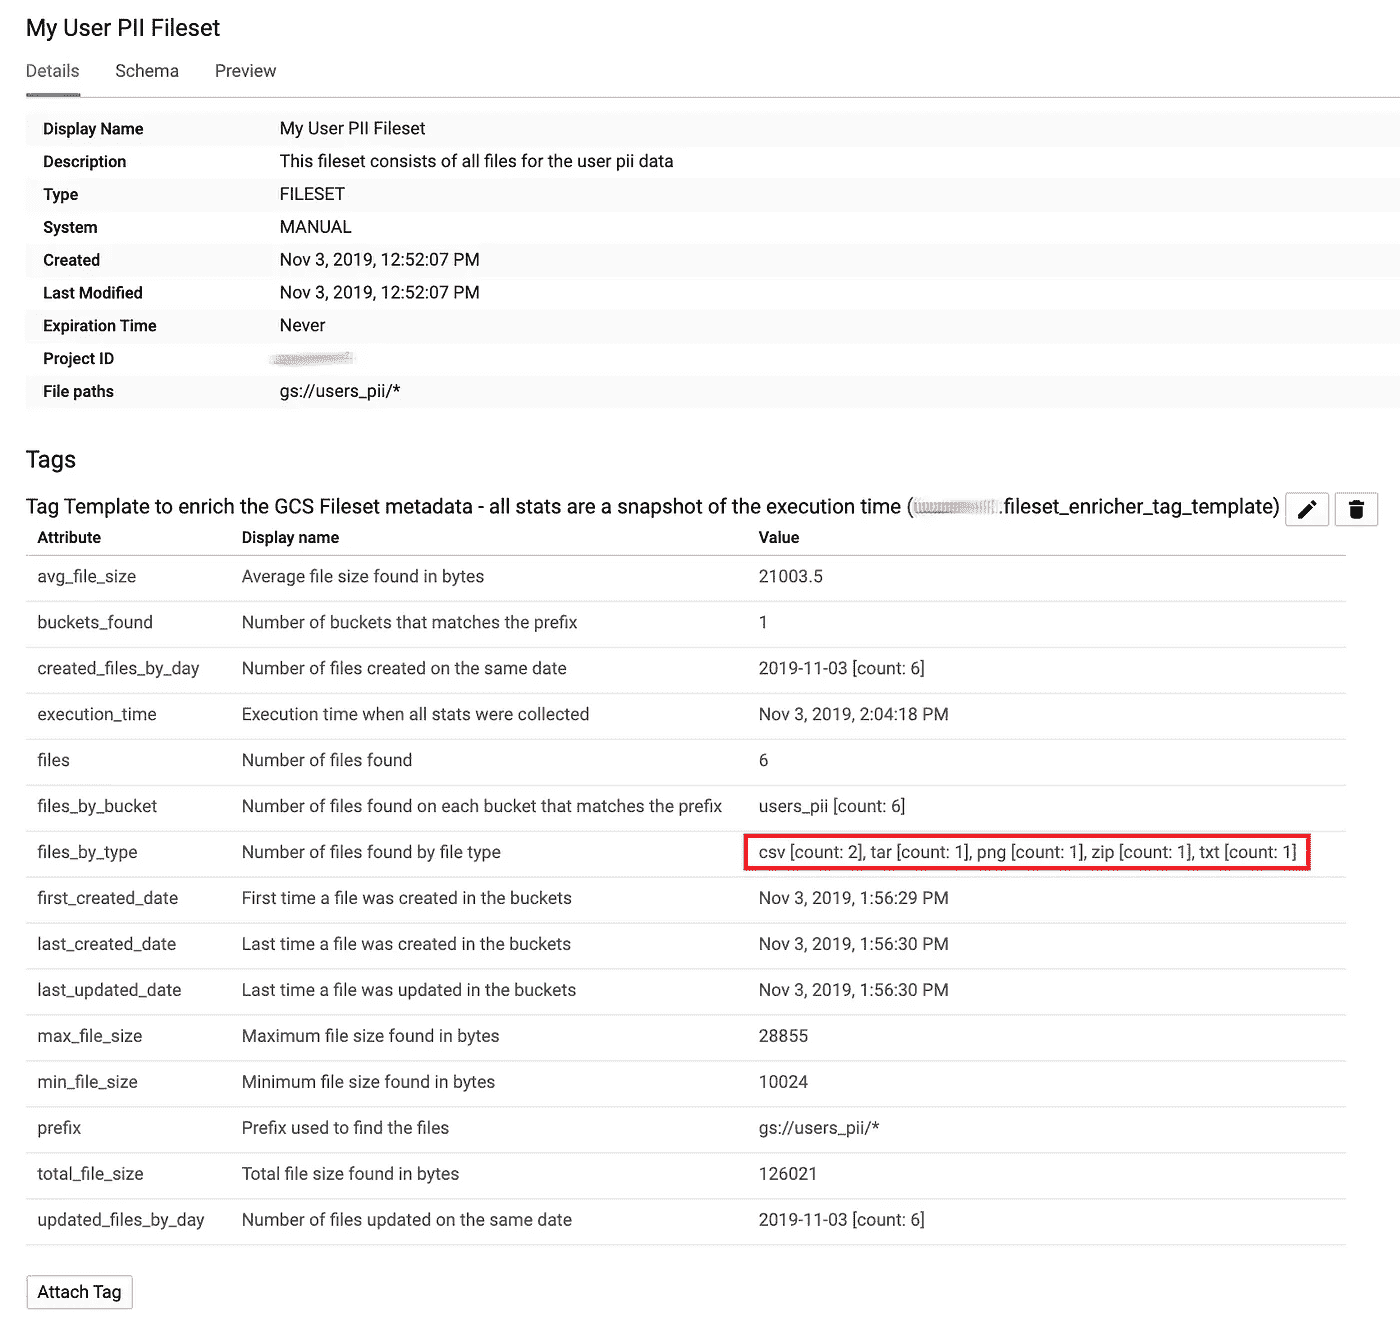 My User PII Fileset
Details Schema Preview
Display Name My User PII Fileset
Description This fileset consists of all files for the user pii data
Type FILESET
System MANUAL
Created Nov 3, 2019, 12:52:07 PM
Last Modified Nov 3, 2019, 12:52:07 PM
Expiration Time Never
Project ID
File paths gs://users_pii/*
Tags
Tag Template to enrich the GCS Fileset metadata - all stats are a snapshot of the execution time (.fileset_enricher_tag_template)
Attribute Display name Value
avg_file_size Average file size found in bytes 21003.5
buckets_found Number of buckets that matches the prefix 1
created_files_by_day Number of files created on the same date 2019-11-03 [count: 6]
execution_time Execution time when all stats were collected Nov 3, 2019, 2:04:18 PM
files Number of files found 6
files_by_bucket Number of files found on each bucket that matches the prefix users_pii [count: 6]
files_by_type Number of files found by file type csv [count: 2], tar [count: 1], png [count: 1], zip [count: 1], txt [count: 1]
first_created_date First time a file was created in the buckets Nov 3, 2019, 1:56:29 PM
last_created_date Last time a file was created in the buckets Nov 3, 2019, 1:56:30 PM
last_updated_date Last time a file was updated in the buckets Nov 3, 2019, 1:56:30 PM
max_file_size Maximum file size found in bytes 28855
min_file_size Minimum file size found in bytes 10024
prefix Prefix used to find the files gs://users_pii/*
total_file_size Total file size found in bytes 126021
updated_files_by_day Number of files updated on the same date 2019-11-03 [count: 6]
Attach Tag